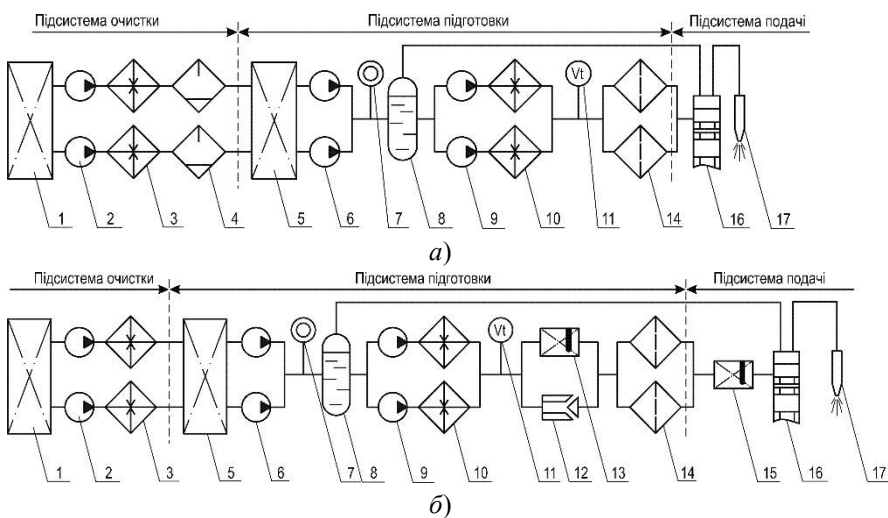 Підсистема очистки Підсистема підготовки Підсистема подачі
Vt
1 2 3 4 5 6 7 8 9 10 11 14 16 17
а)
Підсистема очистки Підсистема підготовки Підсистема подачі
Vt
1 2 3 5 6 7 8 9 10 11 12 13 14 15 16 17
б)